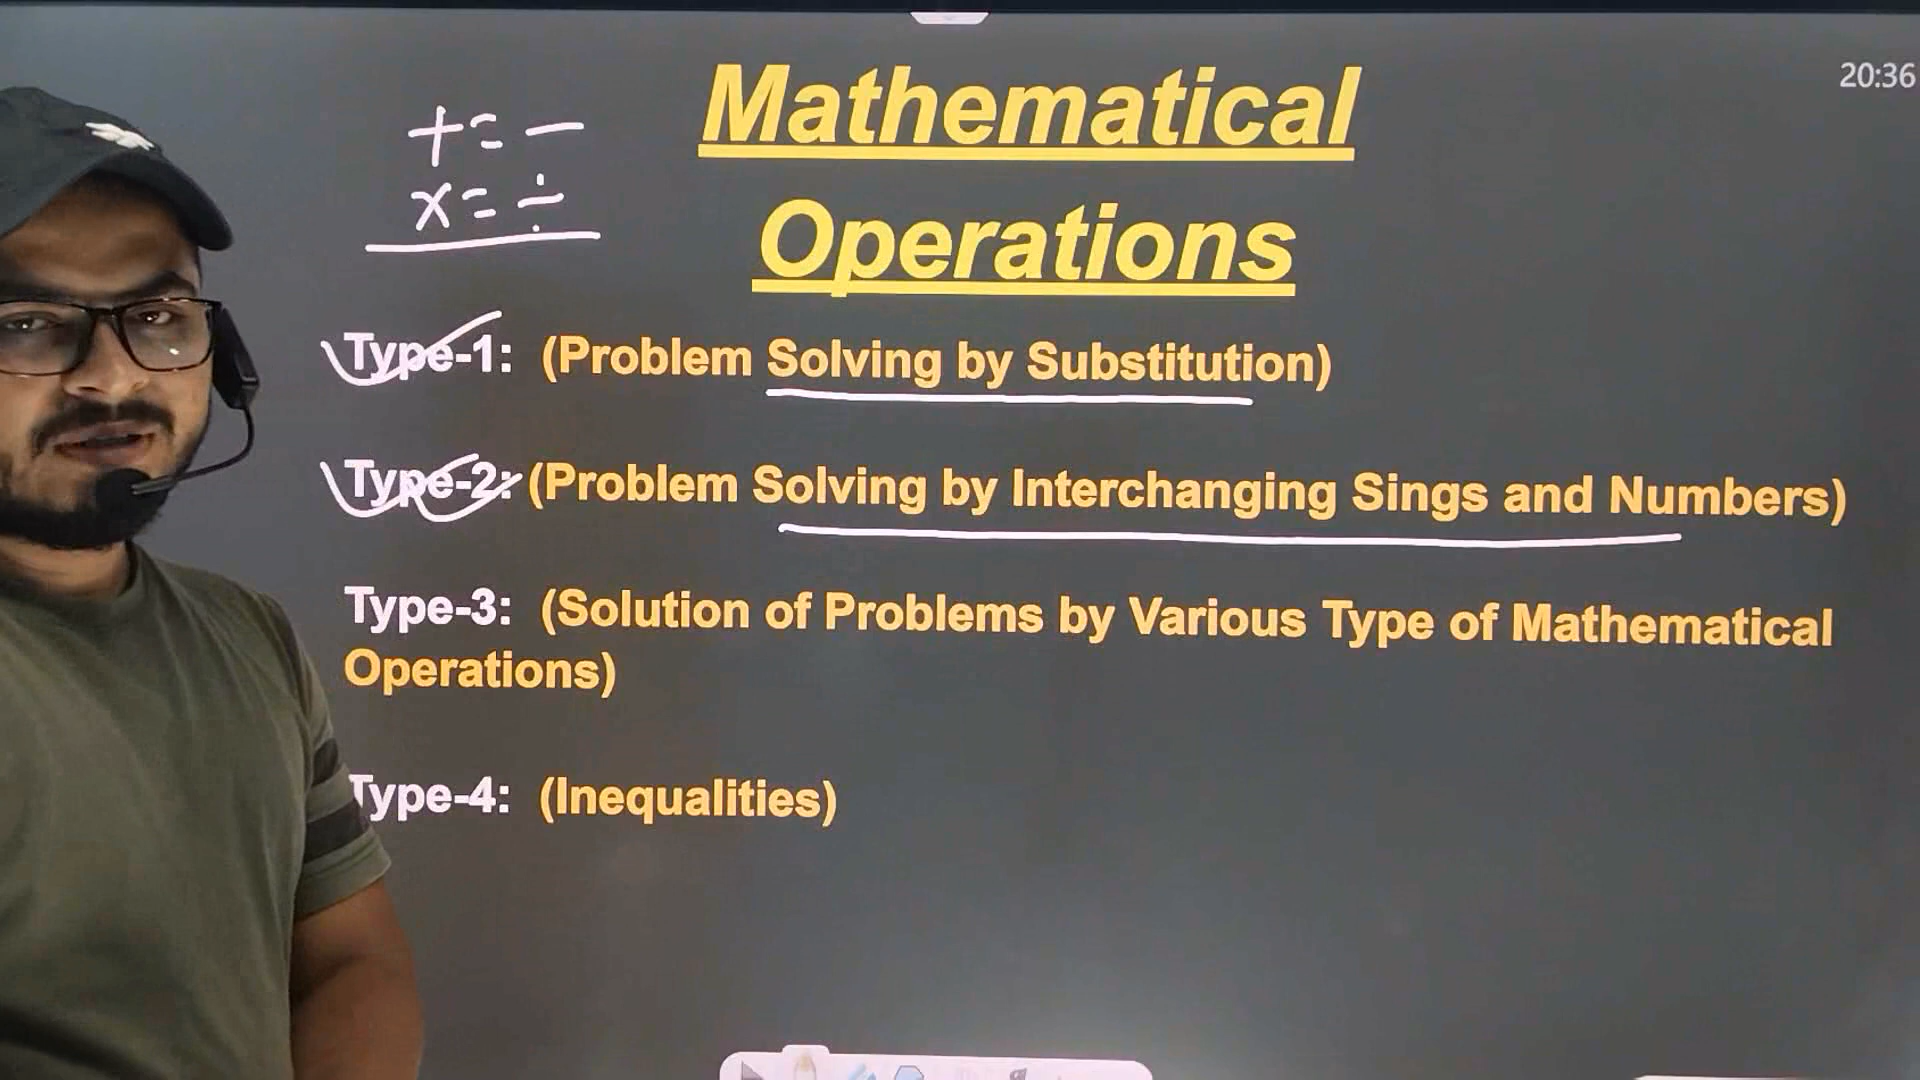 20:36
Mathematical
Operations
+ = -
x = ÷
Type-1: (Problem Solving by Substitution)
Type-2: (Problem Solving by Interchanging Sings and Numbers)
Type-3: (Solution of Problems by Various Type of Mathematical
Operations)
Type-4: (Inequalities)